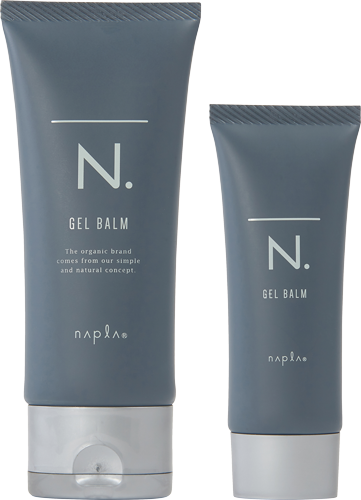 N.
GEL BALM
The organic brand
comes from our simple
and natural concept.
napla®
N.
GEL BALM
napla®